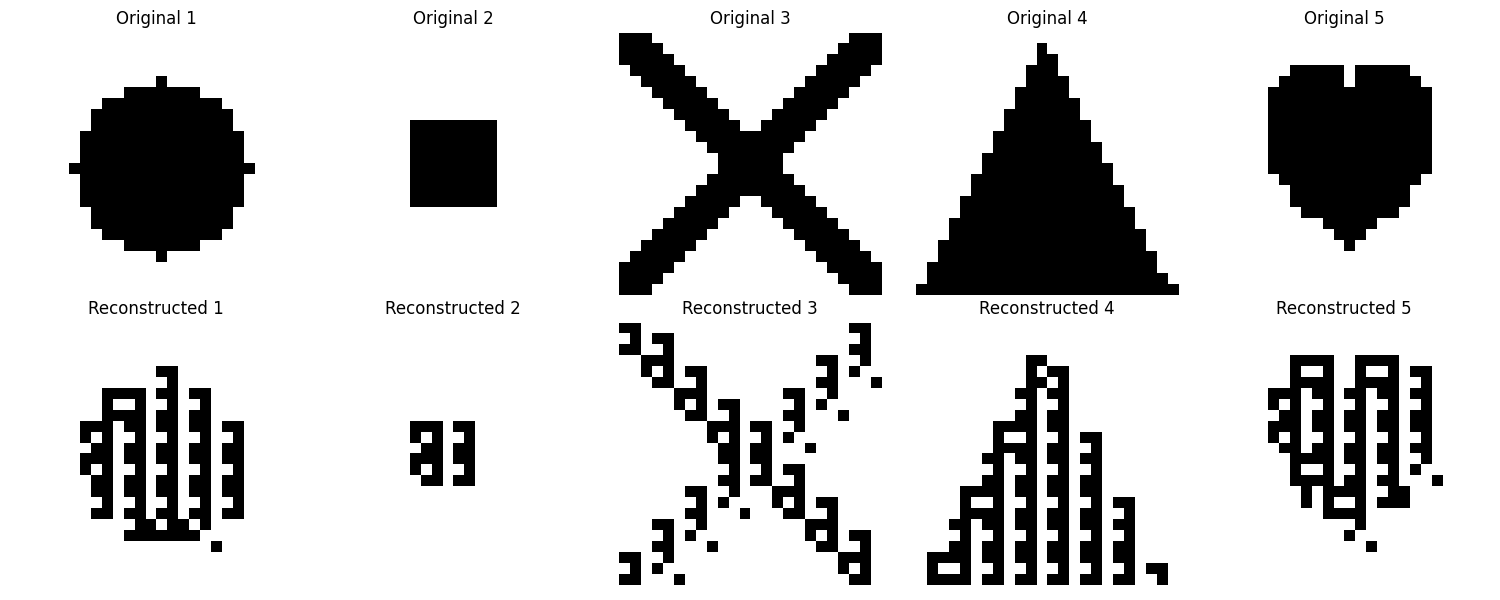 Original 1
Original 2
Original 3
Original 4
Original 5
Reconstructed 1
Reconstructed 2
Reconstructed 3
Reconstructed 4
Reconstructed 5